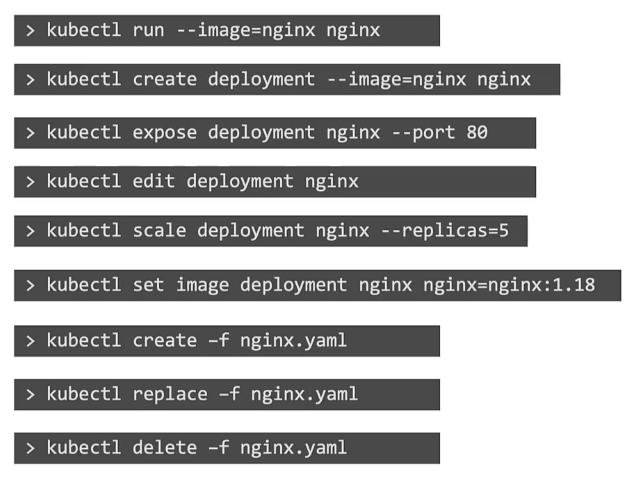 > kubectl run --image=nginx nginx
> kubectl create deployment --image=nginx nginx
> kubectl expose deployment nginx --port 80
> kubectl edit deployment nginx
> kubectl scale deployment nginx --replicas=5
> kubectl set image deployment nginx nginx=nginx:1.18
> kubectl create –f nginx.yaml
> kubectl replace –f nginx.yaml
> kubectl delete –f nginx.yaml